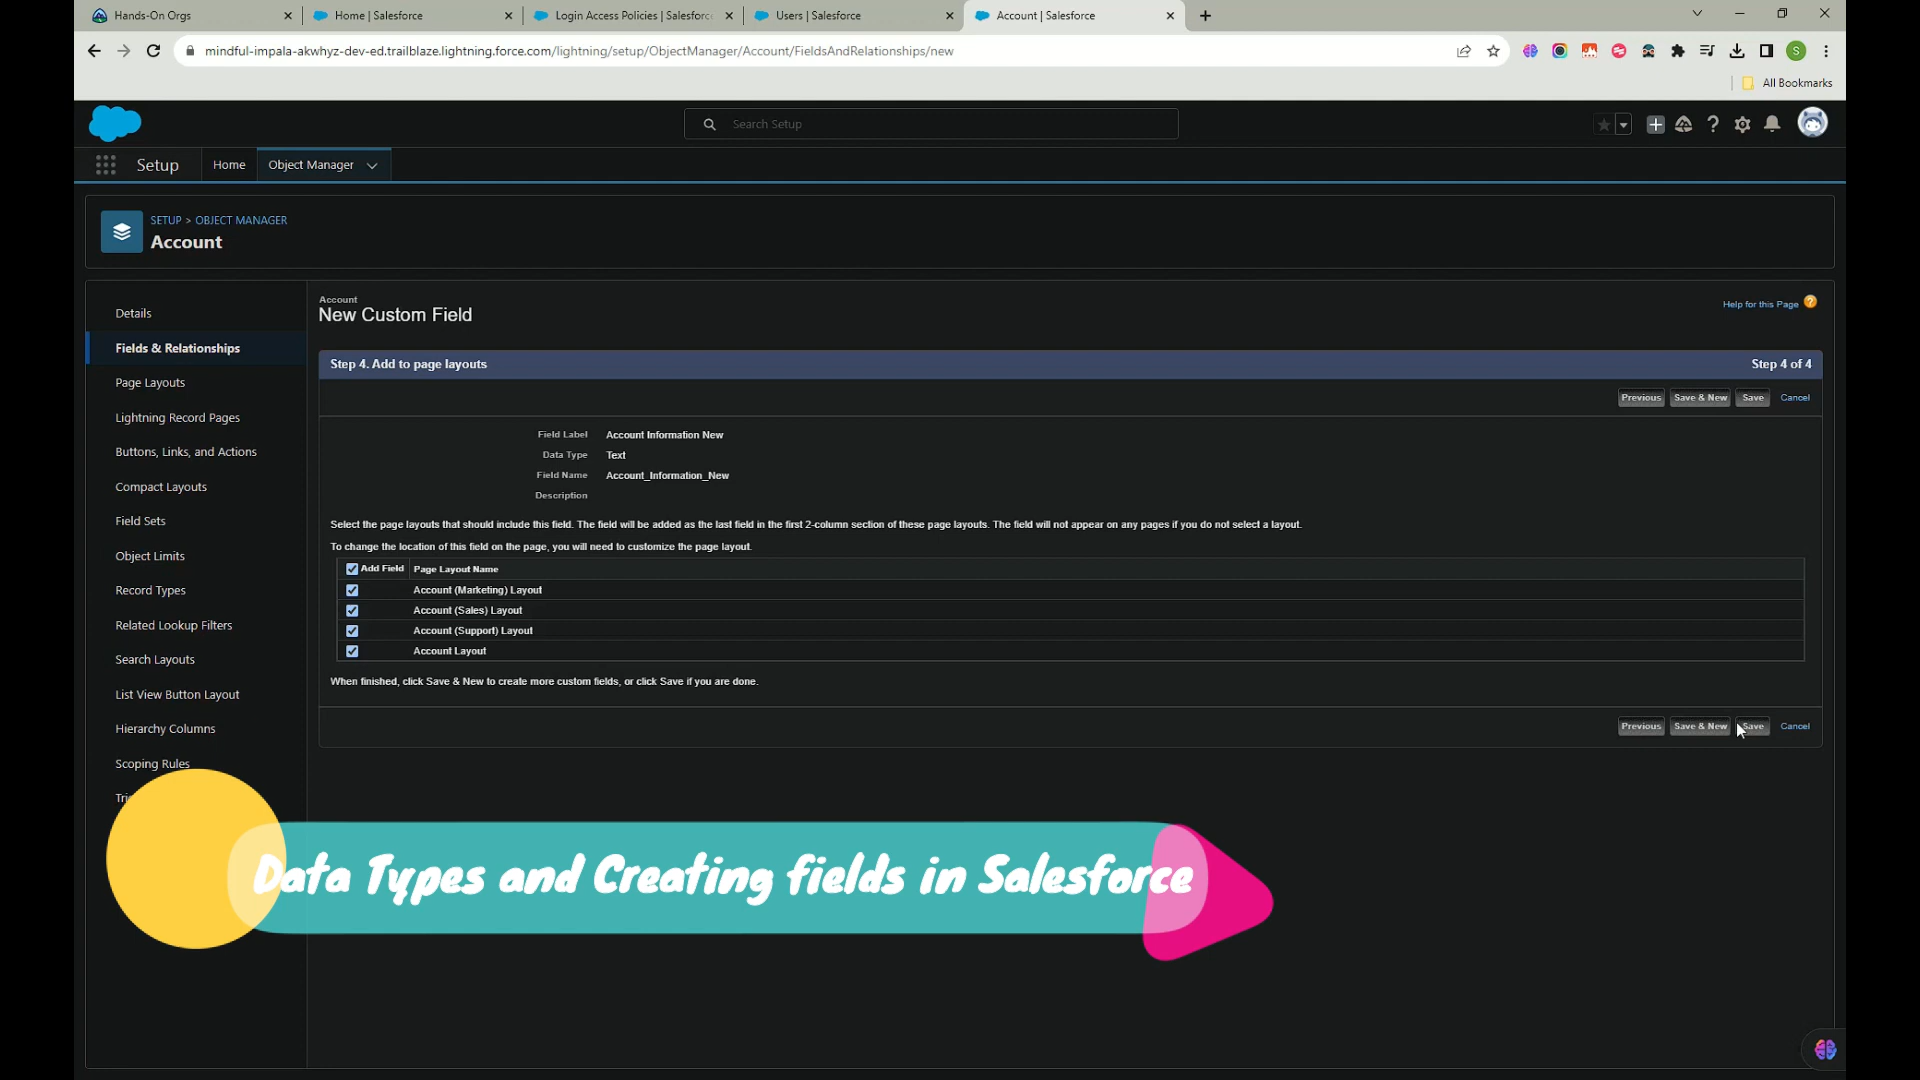 Hands-On Orgs
Home | Salesforce
Login Access Policies | Salesforc
Users | Salesforce
Account | Salesforce
mindful-impala-akwhyz-dev-ed.trailblaze.lightning.force.com/lightning/setup/ObjectManager/Account/FieldsAndRelationships/new
S
All Bookmarks
Search Setup
Setup
Home
Object Manager
SETUP > OBJECT MANAGER
Account
Details
Fields & Relationships
Page Layouts
Lightning Record Pages
Buttons, Links, and Actions
Compact Layouts
Field Sets
Object Limits
Record Types
Related Lookup Filters
Search Layouts
List View Button Layout
Hierarchy Columns
Scoping Rules
Account
New Custom Field
Help for this Page ?
Step 4. Add to page layouts
Step 4 of 4
Previous Save & New Save Cancel
Field Label Account Information New
Data Type Text
Field Name Account_Information_New
Description
Select the page layouts that should include this field. The field will be added as the last field in the first 2-column section of these page layouts. The field will not appear on any pages if you do not select a layout.
To change the location of this field on the page, you will need to customize the page layout.
Add Field Page Layout Name
Account (Marketing) Layout
Account (Sales) Layout
Account (Support) Layout
Account Layout
When finished, click Save & New to create more custom fields, or click Save if you are done.
Previous Save & New Save Cancel
Data Types and Creating fields in Salesforce